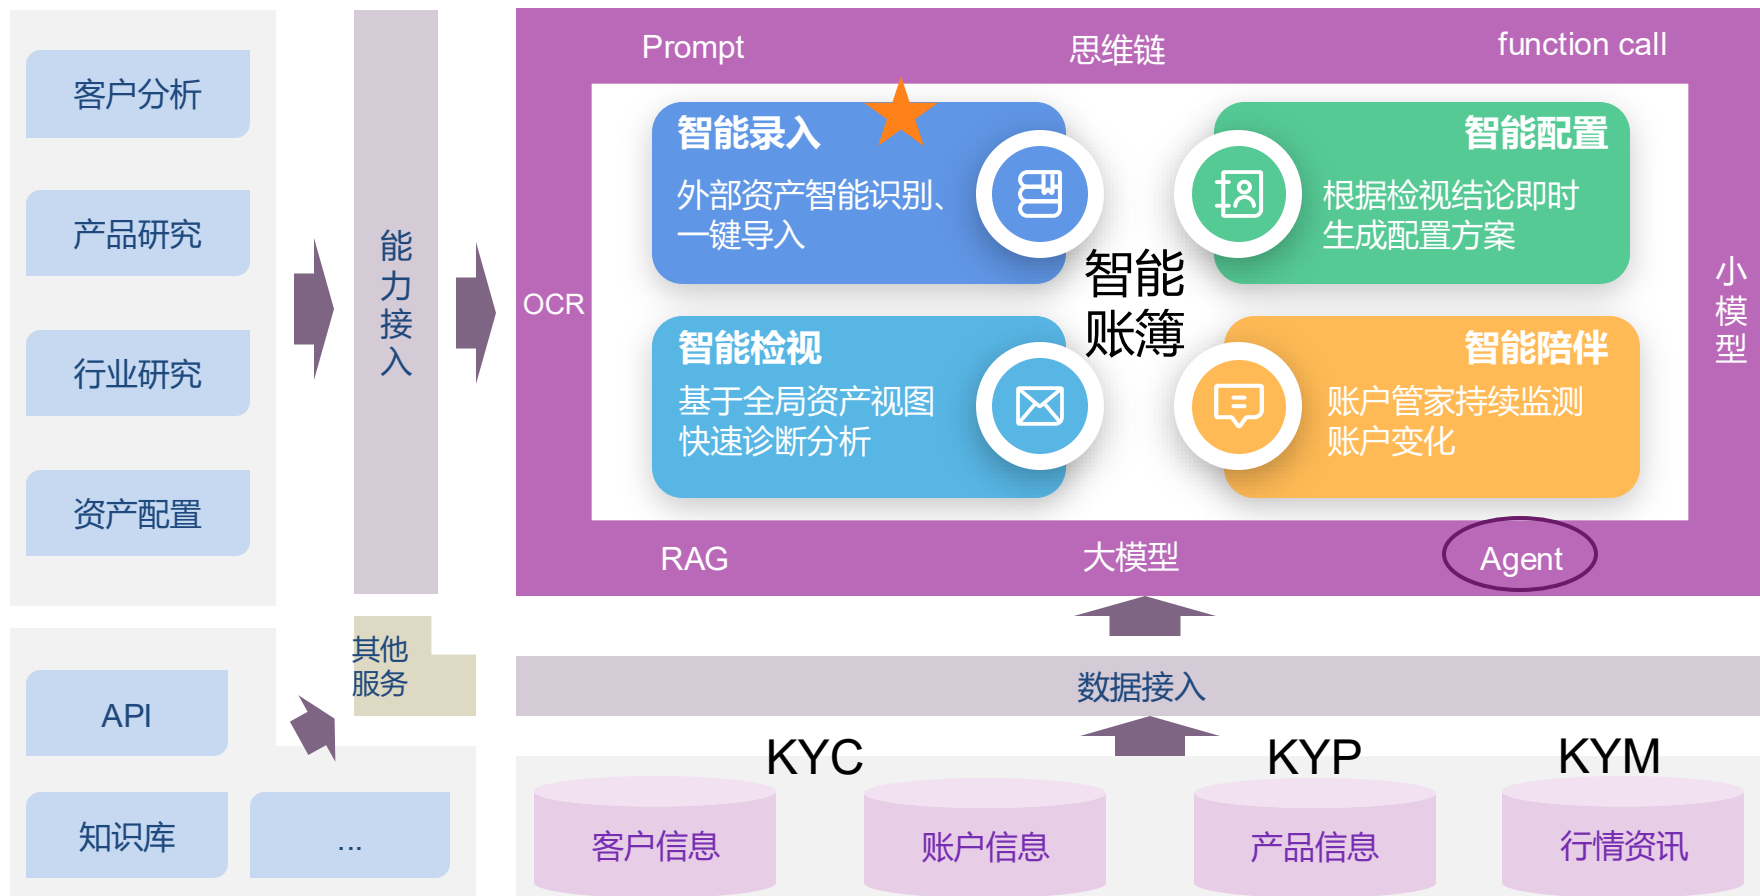 客户分析
产品研究
行业研究
资产配置
能
力
接
入
Prompt
思维链
function call
OCR
智能录入
外部资产智能识别、
一键导入
智能配置
根据检视结论即时
生成配置方案
智能
账簿
智能检视
基于全局资产视图
快速诊断分析
智能陪伴
账户管家持续监测
账户变化
小
模
型
RAG
大模型
Agent
其他
服务
API
知识库
...
数据接入
KYC
KYP
KYM
客户信息
账户信息
产品信息
行情资讯